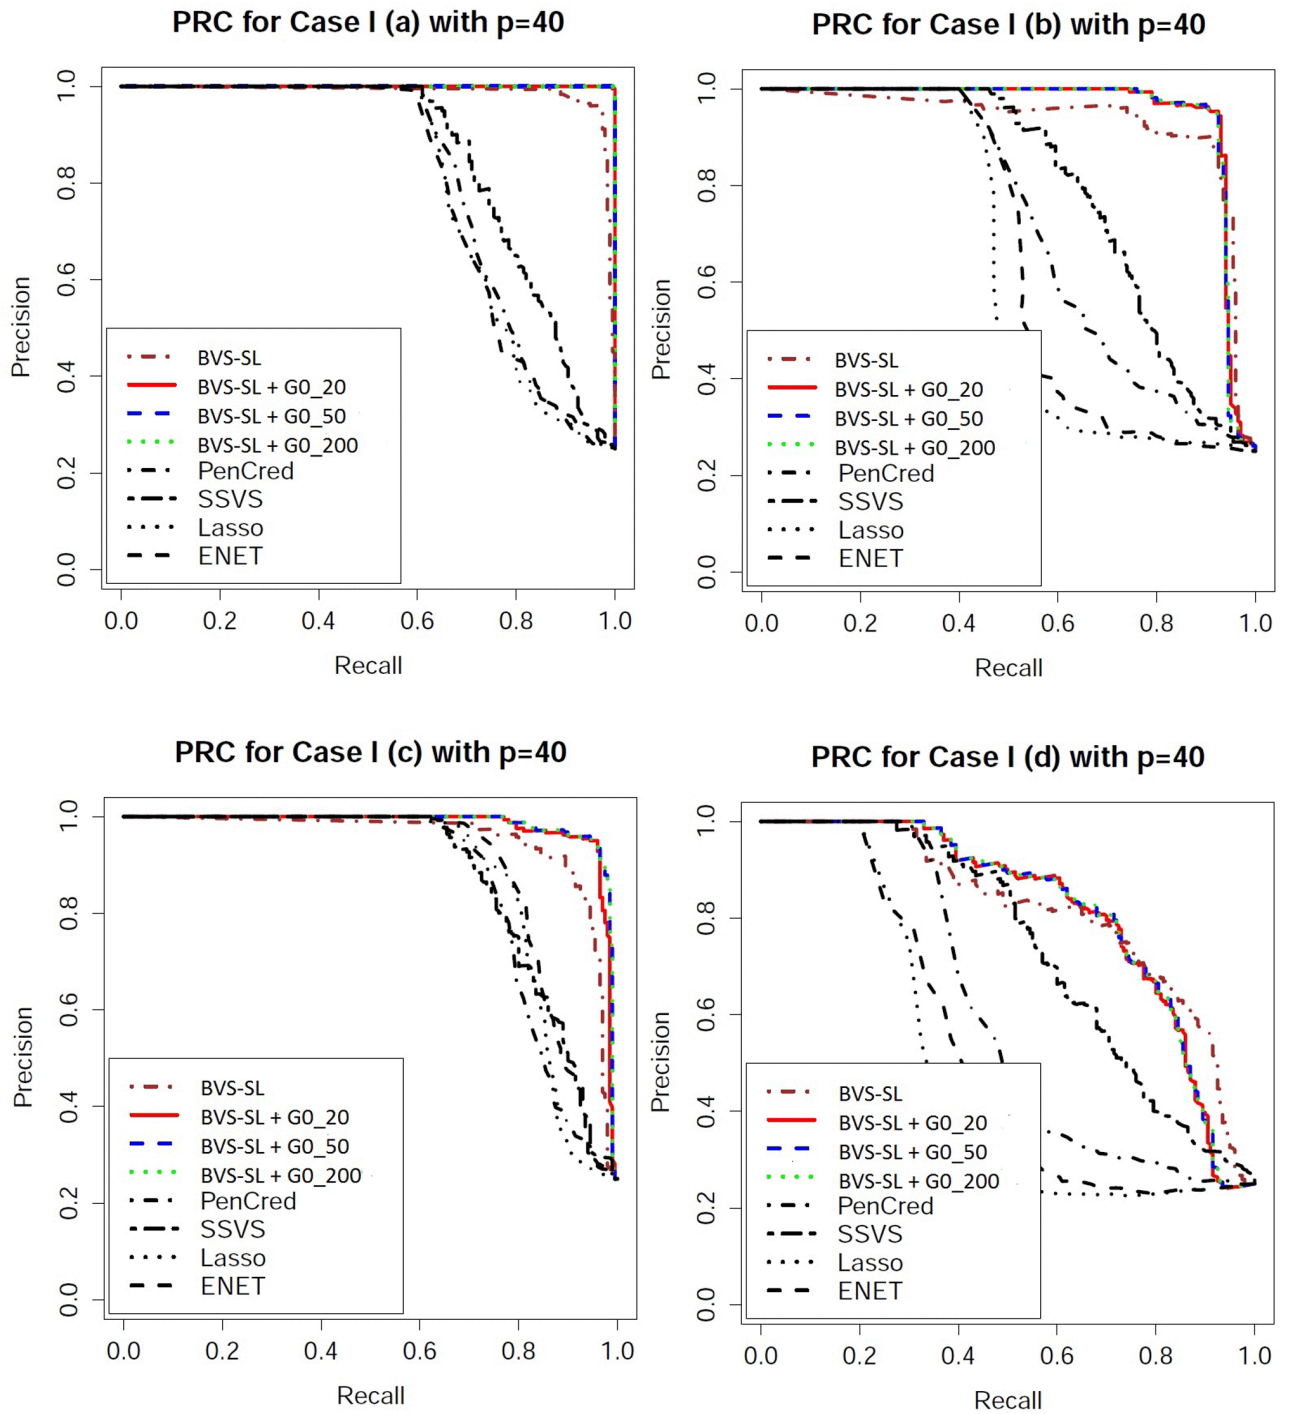 PRC for Case I (a) with p=40
Precision
1.0
0.8
0.6
0.4
0.2
0.0
BVS-SL
BVS-SL + G0_20
BVS-SL + G0_50
BVS-SL + G0_200
PenCred
SSVS
Lasso
ENET
0.0 0.2 0.4 0.6 0.8 1.0
Recall
PRC for Case I (b) with p=40
Precision
1.0
0.8
0.6
0.4
0.2
0.0
BVS-SL
BVS-SL + G0_20
BVS-SL + G0_50
BVS-SL + G0_200
PenCred
SSVS
Lasso
ENET
0.0 0.2 0.4 0.6 0.8 1.0
Recall
PRC for Case I (c) with p=40
Precision
1.0
0.8
0.6
0.4
0.2
0.0
BVS-SL
BVS-SL + G0_20
BVS-SL + G0_50
BVS-SL + G0_200
PenCred
SSVS
Lasso
ENET
0.0 0.2 0.4 0.6 0.8 1.0
Recall
PRC for Case I (d) with p=40
Precision
1.0
0.8
0.6
0.4
0.2
0.0
BVS-SL
BVS-SL + G0_20
BVS-SL + G0_50
BVS-SL + G0_200
PenCred
SSVS
Lasso
ENET
0.0 0.2 0.4 0.6 0.8 1.0
Recall